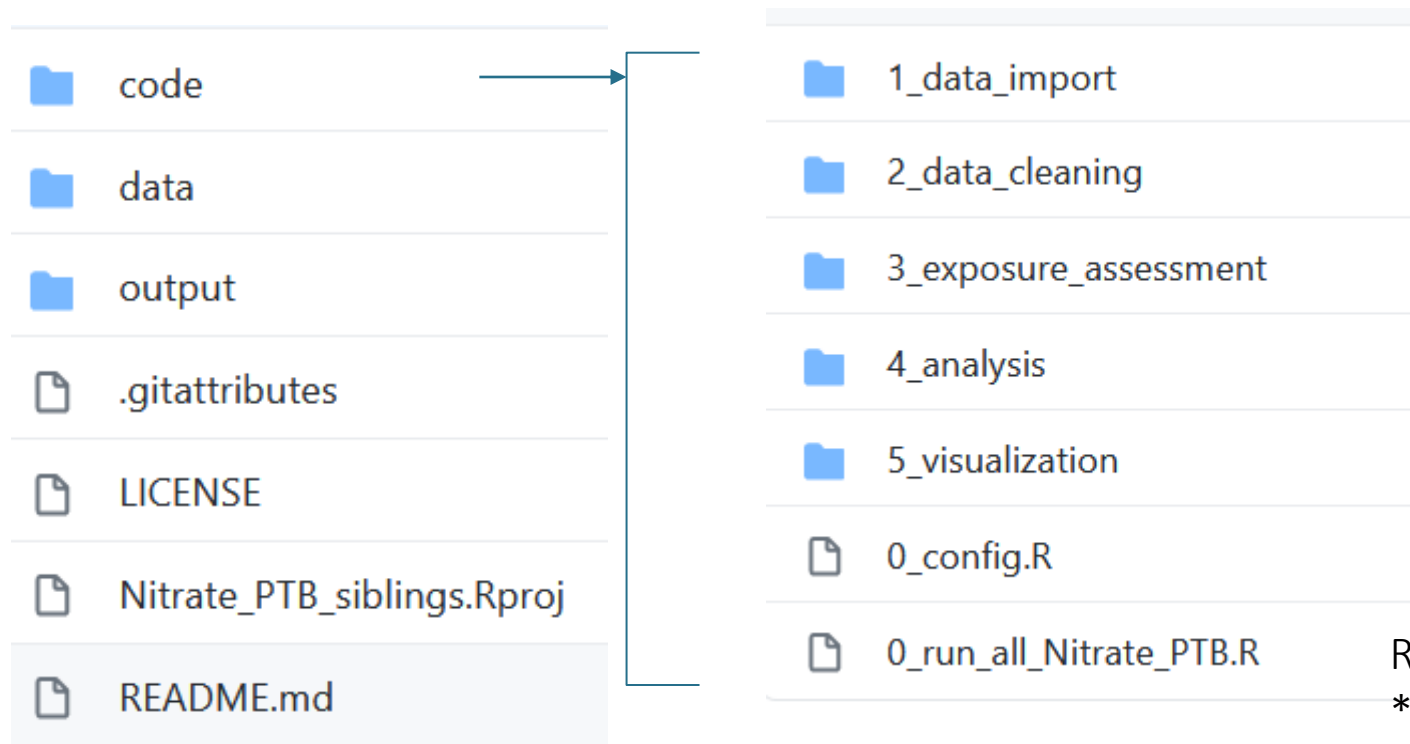 code
data
output
.gitattributes
LICENSE
Nitrate_PTB_siblings.Rproj
README.md
1_data_import
2_data_cleaning
3_exposure_assessment
4_analysis
5_visualization
0_config.R
0_run_all_Nitrate_PTB.R
R
*